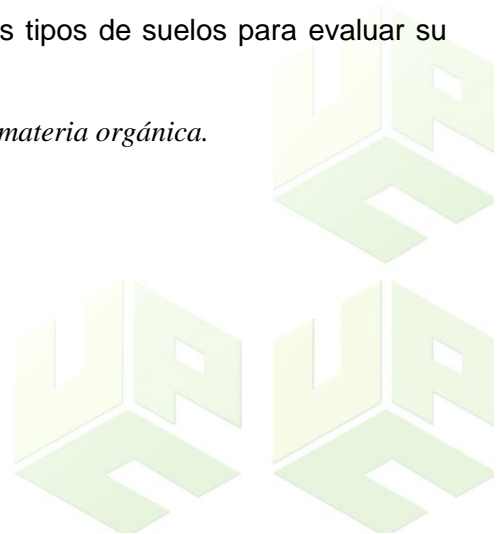 s tipos de suelos para evaluar su
materia orgánica.